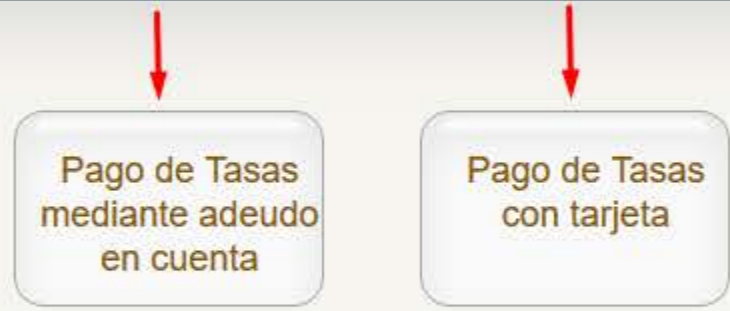 Pago de Tasas
mediante adeudo
en cuenta
Pago de Tasas
con tarjeta